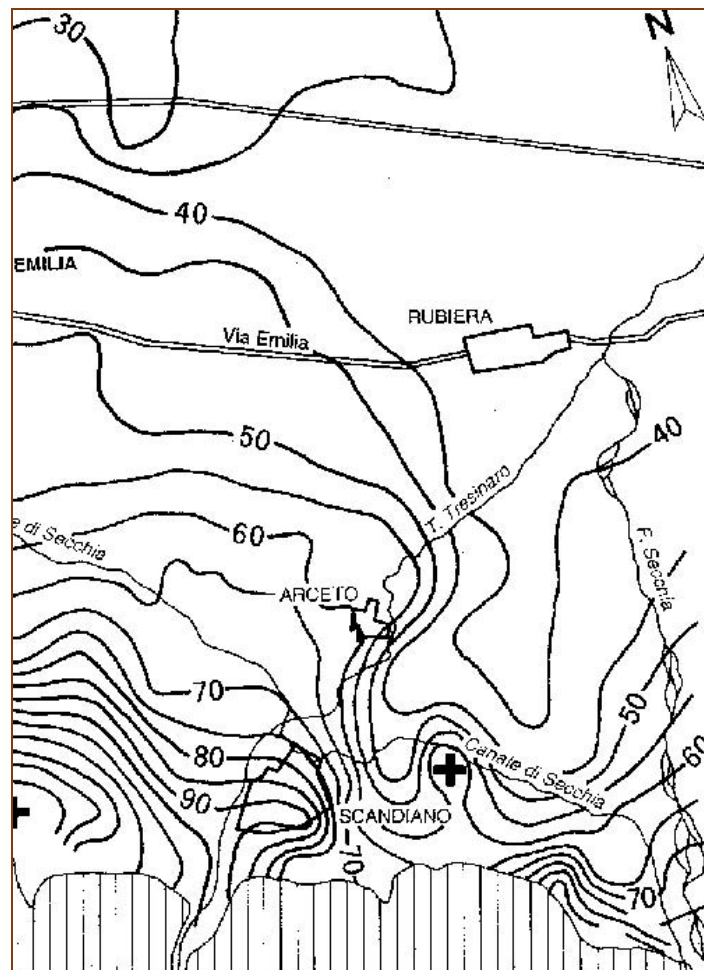 30
N
40
EMILIA
RUBIERA
Via Emilia
50
40
T. Tresinaro
60
e di Secchia
F. Secchia
ARCETO
70
50
80
Canale di Secchia
60
90
SCANDIANO
70
70